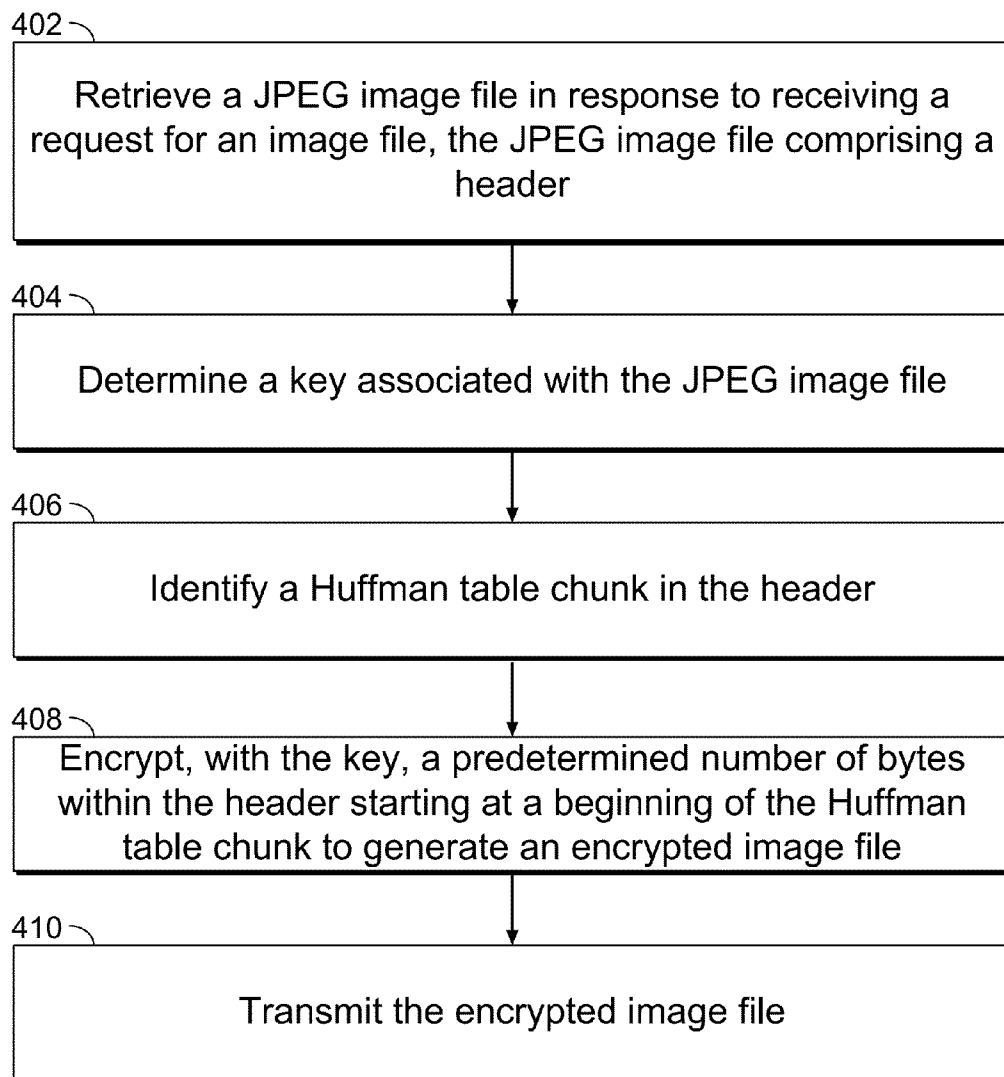 402
Retrieve a JPEG image file in response to receiving a
request for an image file, the JPEG image file comprising a
header
404
Determine a key associated with the JPEG image file
406
Identify a Huffman table chunk in the header
408
Encrypt, with the key, a predetermined number of bytes
within the header starting at a beginning of the Huffman
table chunk to generate an encrypted image file
410
Transmit the encrypted image file